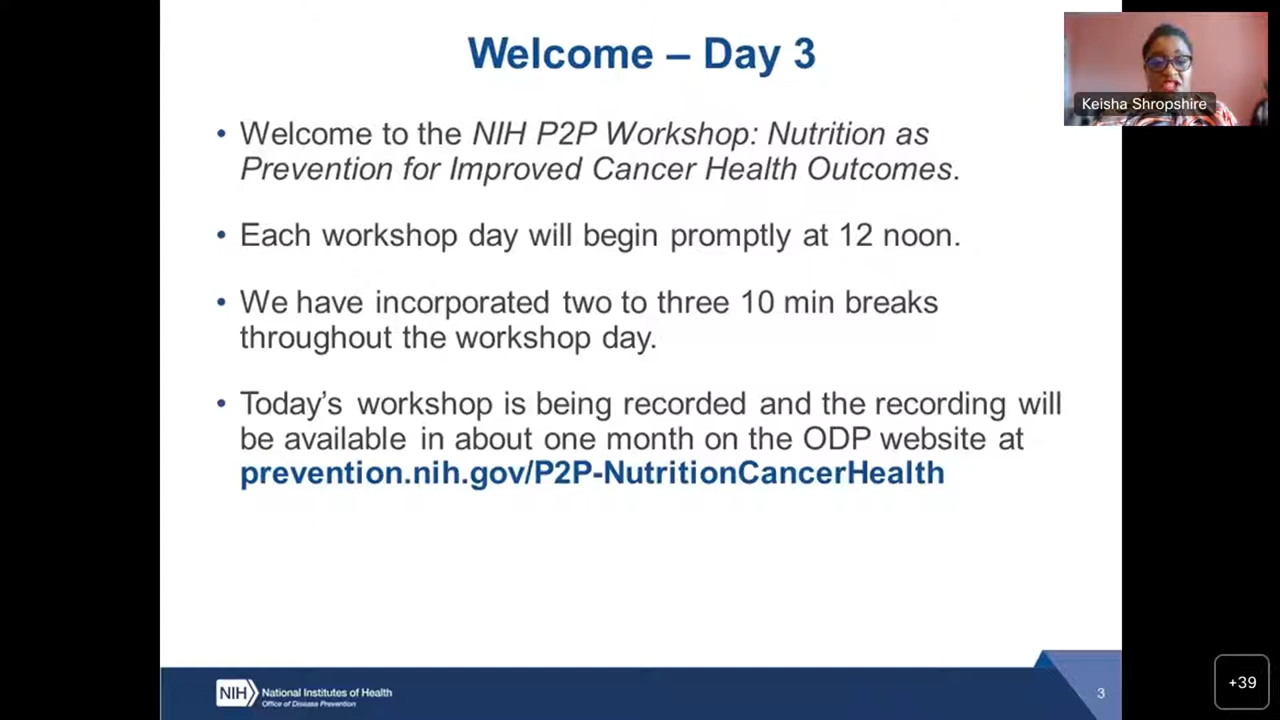 Welcome – Day 3
Keisha Shropshire
• Welcome to the NIH P2P Workshop: Nutrition as
Prevention for Improved Cancer Health Outcomes.
• Each workshop day will begin promptly at 12 noon.
• We have incorporated two to three 10 min breaks
throughout the workshop day.
• Today’s workshop is being recorded and the recording will
be available in about one month on the ODP website at
prevention.nih.gov/P2P-NutritionCancerHealth
NIH National Institutes of Health
Office of Disease Prevention
3
+39